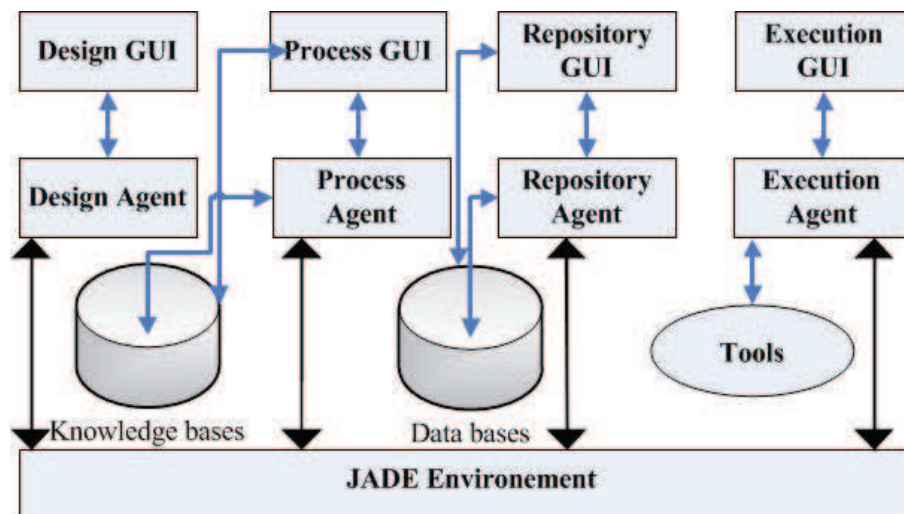 Design GUI
Process GUI
Repository
GUI
Execution
GUI
Design Agent
Process
Agent
Repository
Agent
Execution
Agent
Tools
Knowledge bases
Data bases
JADE Environement